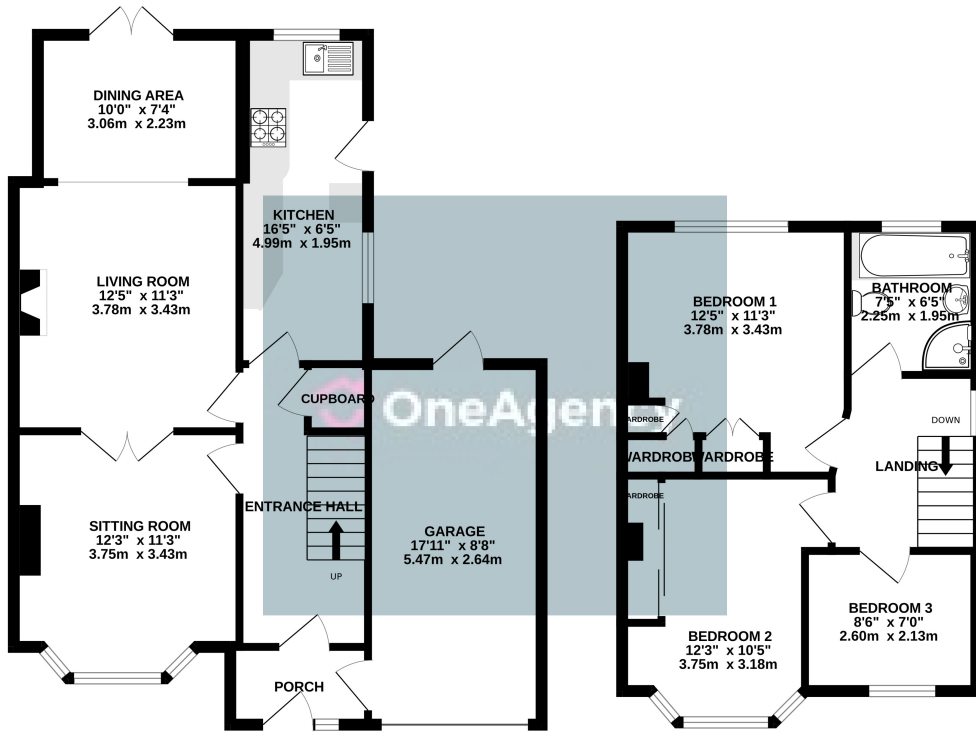 DINING AREA
10'0" x 7'4"
3.06m x 2.23m
KITCHEN
16'5" x 6'5"
4.99m x 1.95m
LIVING ROOM
12'5" x 11'3"
3.78m x 3.43m
CUPBOARD
OneAgency
ENTRANCE HALL
UP
SITTING ROOM
12'3" x 11'3"
3.75m x 3.43m
GARAGE
17'11" x 8'8"
5.47m x 2.64m
PORCH
BEDROOM 1
12'5" x 11'3"
3.78m x 3.43m
BATHROOM
7'5" x 6'5"
2.25m x 1.95m
WARDROBE
WARDROBE
WARDROBE
WARDROBE
DOWN
LANDING
BEDROOM 2
12'3" x 10'5"
3.75m x 3.18m
BEDROOM 3
8'6" x 7'0"
2.60m x 2.13m